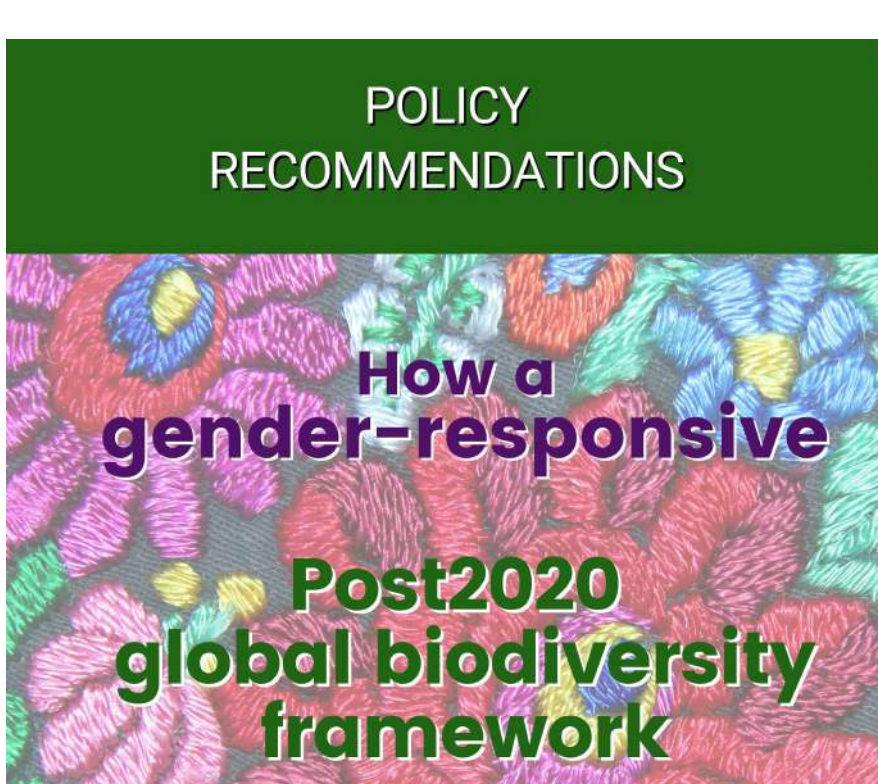 POLICY
RECOMMENDATIONS
How a
gender-responsive
Post2020
global biodiversity
framework